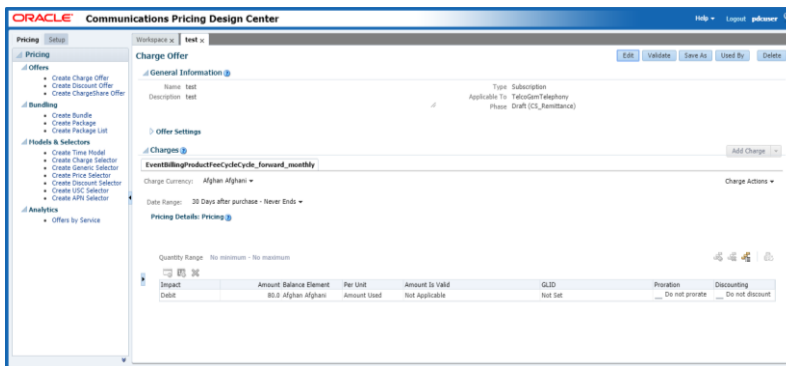 ORACLE Communications Pricing Design Center
Help Logout pdcuser
Pricing Setup
Workspace x test x
Pricing
Offers
Create Charge Offer
Create Discount Offer
Create ChargeShare Offer
Bundling
Create Bundle
Create Package
Create Package List
Models & Selectors
Create Time Model
Create Charge Selector
Create Generic Selector
Create Price Selector
Create Discount Selector
Create USC Selector
Create APN Selector
Analytics
Offers by Service
Charge Offer
Edit Validate Save As Used By Delete
General Information
Name test
Description test
Type Subscription
Applicable To TelcoGsmTelephony
Phase Draft (CS_Remittance)
Offer Settings
Charges
Add Charge
EventBillingProductFeeCycleCycle_forward_monthly
Charge Currency: Afghan Afghani
Charge Actions
Date Range: 30 Days after purchase - Never Ends
Pricing Details: Pricing
Quantity Range No minimum - No maximum
Impact Amount Balance Element Per Unit Amount Is Valid GLID Proration Discounting
Debit 80.0 Afghan Afghani Amount Used Not Applicable Not Set __ Do not prorate __ Do not discount